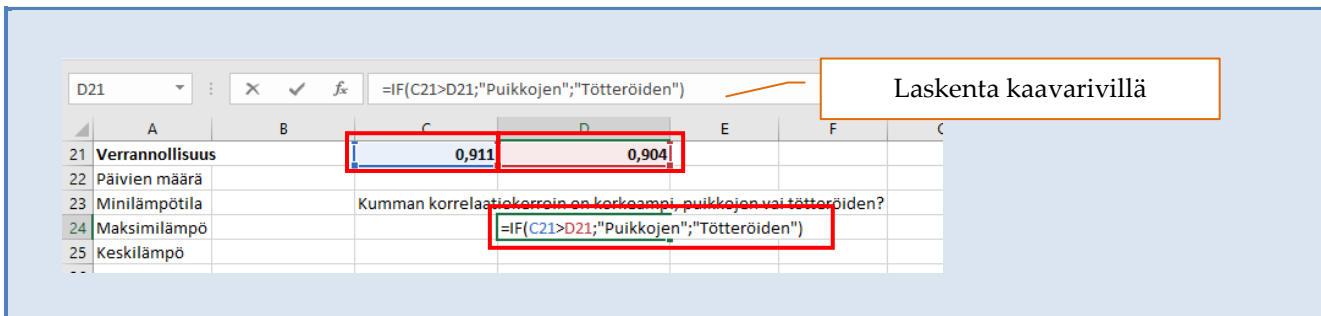 D21 fx =IF(C21>D21;"Puikkojen";"Tötteröiden")
Laskenta kaavarivillä
A B C D E F
21 Verrannollisuus 0,911 0,904
22 Päivien määrä
23 Minilämpötila Kumman korrelaatiokerroin on korkeampi, puikkojen vai tötteröiden?
24 Maksimilämpö =IF(C21>D21;"Puikkojen";"Tötteröiden")
25 Keskilämpö